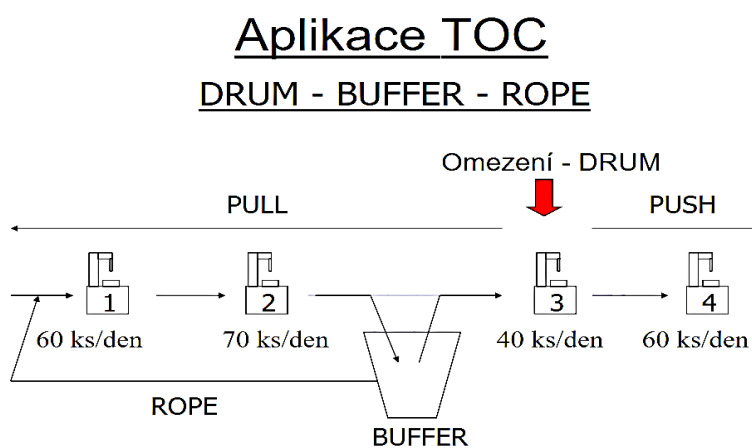 Aplikace TOC
DRUM - BUFFER - ROPE
Omezení - DRUM
PULL
PUSH
1
2
3
4
60 ks/den
70 ks/den
40 ks/den
60 ks/den
ROPE
BUFFER